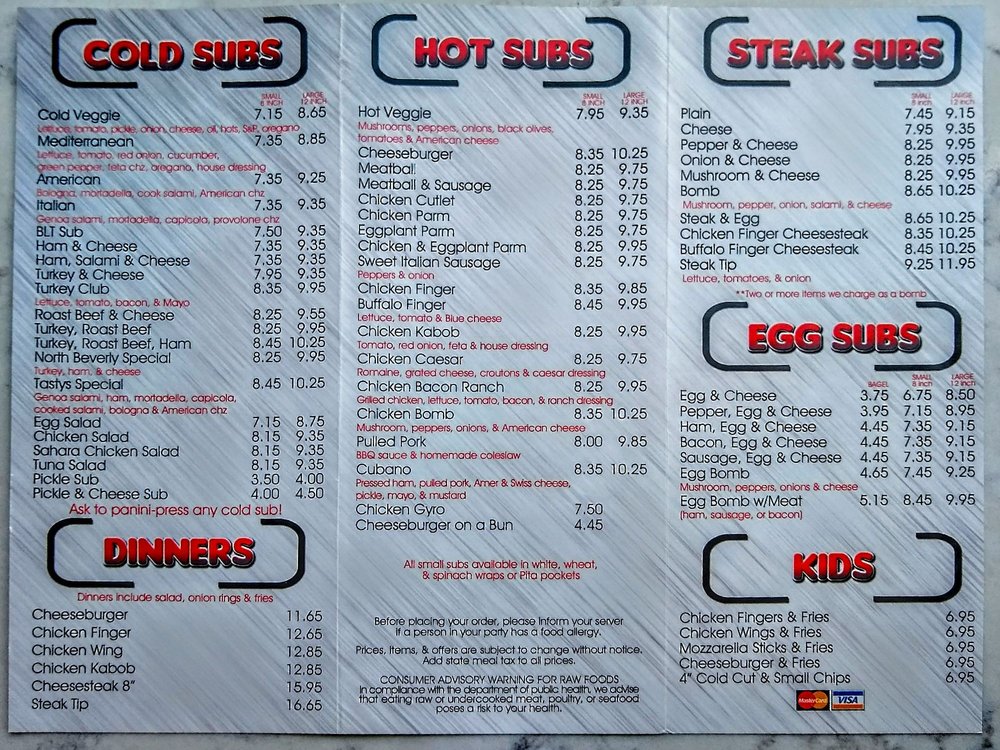 COLD SUBS
SMALL LARGE
6 INCH 12 INCH
Cold Veggie 7.15 8.65
Lettuce, tomato, pickle, onion, cheese, oil, hots, S&P, oregano
Mediterranean 7.35 8.85
Lettuce, tomato, red onion, cucumber,
green pepper, feta chz, oregano, house dressing
American 7.35 9.25
Bologna, mortadella, cook salami, American chz
Italian 7.35 9.35
Genoa salami, mortadella, capicola, provolone chz
BLT Sub 7.50 9.35
Ham & Cheese 7.35 9.35
Ham, Salami & Cheese 7.35 9.35
Turkey & Cheese 7.95 9.35
Turkey Club 8.35 9.95
Lettuce, tomato, bacon, & Mayo
Roast Beef & Cheese 8.25 9.55
Turkey, Roast Beef 8.25 9.95
Turkey, Roast Beef, Ham 8.45 10.25
North Beverly Special 8.25 9.95
Turkey, ham, & cheese
Tastys Special 8.45 10.25
Genoa salami, ham, mortadella, capicola,
cooked salami, bologna & American chz
Egg Salad 7.15 8.75
Chicken Salad 8.15 9.35
Sahara Chicken Salad 8.15 9.35
Tuna Salad 8.15 9.35
Pickle Sub 3.50 4.00
Pickle & Cheese Sub 4.00 4.50
Ask to panini-press any cold sub!
DINNERS
Dinners include salad, onion rings & fries
Cheeseburger 11.65
Chicken Finger 12.65
Chicken Wing 12.85
Chicken Kabob 12.85
Cheesesteak 8" 15.95
Steak Tip 16.65
HOT SUBS
SMALL LARGE
6 INCH 12 INCH
Hot Veggie 7.95 9.35
Mushrooms, peppers, onions, black olives,
tomatoes & American cheese
Cheeseburger 8.35 10.25
Meatball 8.25 9.75
Meatball & Sausage 8.25 9.75
Chicken Cutlet 8.25 9.75
Chicken Parm 8.25 9.75
Eggplant Parm 8.25 9.75
Chicken & Eggplant Parm 8.25 9.95
Sweet Italian Sausage 8.25 9.75
Peppers & onion
Chicken Finger 8.35 9.85
Buffalo Finger 8.45 9.95
Lettuce, tomato & Blue cheese
Chicken Kabob 8.25 9.95
Tomato, red onion, feta & house dressing
Chicken Caesar 8.25 9.75
Romaine, grated cheese, croutons & caesar dressing
Chicken Bacon Ranch 8.25 9.95
Grilled chicken, lettuce, tomato, bacon, & ranch dressing
Chicken Bomb 8.35 10.25
Mushroom, peppers, onions, & American cheese
Pulled Pork 8.00 9.85
BBQ sauce & homemade coleslaw
Cubano 8.35 10.25
Pressed ham, pulled pork, Amer & Swiss cheese,
pickle, mayo, & mustard
Chicken Gyro 7.50
Cheeseburger on a Bun 4.45
All small subs available in white, wheat,
& spinach wraps or Pita pockets
Before placing your order, please inform your server
if a person in your party has a food allergy.
Prices, items, & offers are subject to change without notice.
Add state meal tax to all prices.
CONSUMER ADVISORY WARNING FOR RAW FOODS
In compliance with the department of public health, we advise
that eating raw or undercooked meat, poultry, or seafood
poses a risk to your health.
STEAK SUBS
SMALL LARGE
8 inch 12 inch
Plain 7.45 9.15
Cheese 7.95 9.35
Pepper & Cheese 8.25 9.95
Onion & Cheese 8.25 9.95
Mushroom & Cheese 8.25 9.95
Bomb 8.65 10.25
Mushroom, pepper, onion, salami, & cheese
Steak & Egg 8.65 10.25
Chicken Finger Cheesesteak 8.35 10.25
Buffalo Finger Cheesesteak 8.45 10.25
Steak Tip 9.25 11.95
Lettuce, tomatoes, & onion
**Two or more items we charge as a bomb
EGG SUBS
BAGEL SMALL LARGE
8 inch 12 inch
Egg & Cheese 3.75 6.75 8.50
Pepper, Egg & Cheese 3.95 7.15 8.95
Ham, Egg & Cheese 4.45 7.35 9.15
Bacon, Egg & Cheese 4.45 7.35 9.15
Sausage, Egg & Cheese 4.45 7.35 9.15
Egg Bomb 4.65 7.45 9.25
Mushroom, peppers, onions & cheese
Egg Bomb w/Meat 5.15 8.45 9.95
(ham, sausage, or bacon)
KIDS
Chicken Fingers & Fries 6.95
Chicken Wings & Fries 6.95
Mozzarella Sticks & Fries 6.95
Cheeseburger & Fries 6.95
4" Cold Cut & Small Chips 6.95
MasterCard VISA